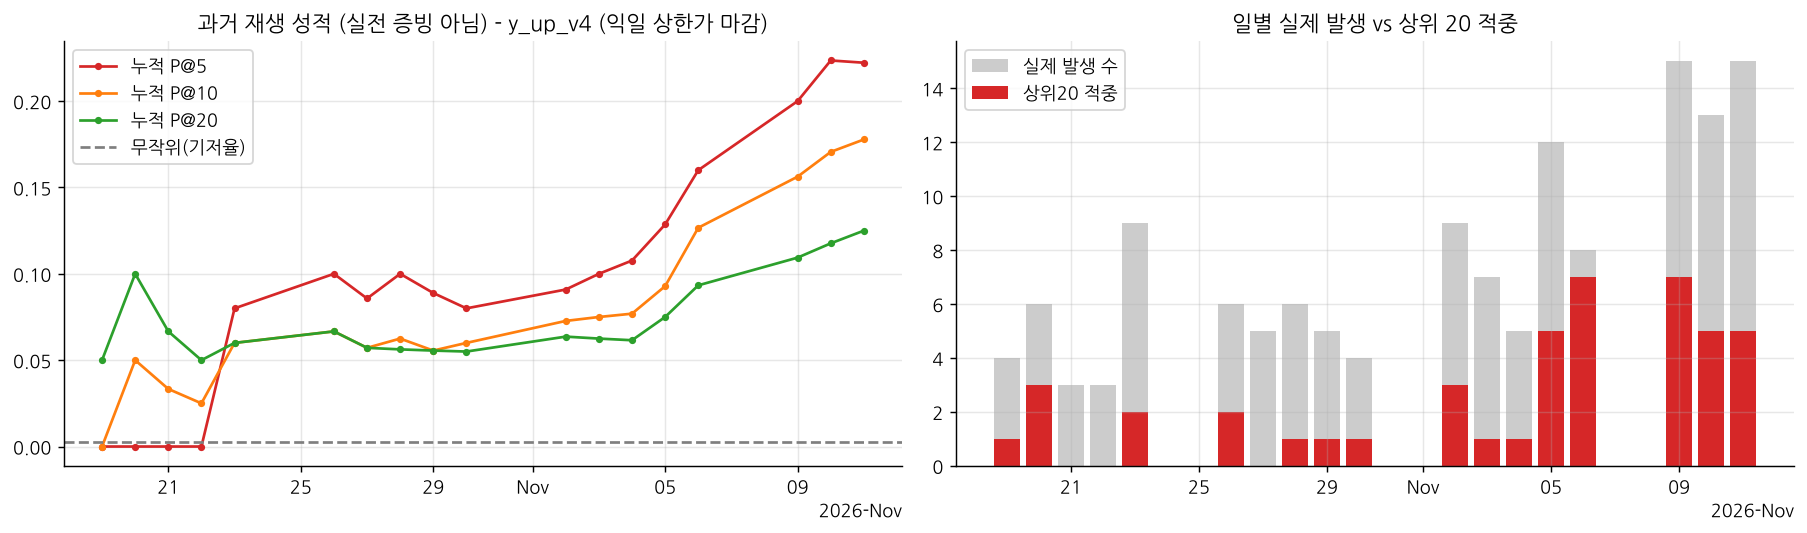 과거 재생 성적 (실전 증빙 아님) - y_up_v4 (익일 상한가 마감)
누적 P@5
누적 P@10
누적 P@20
무작위(기저율)
0.20
0.15
0.10
0.05
0.00
21
25
29
Nov
05
09
2026-Nov
일별 실제 발생 vs 상위 20 적중
실제 발생 수
상위20 적중
14
12
10
8
6
4
2
0
21
25
29
Nov
05
09
2026-Nov